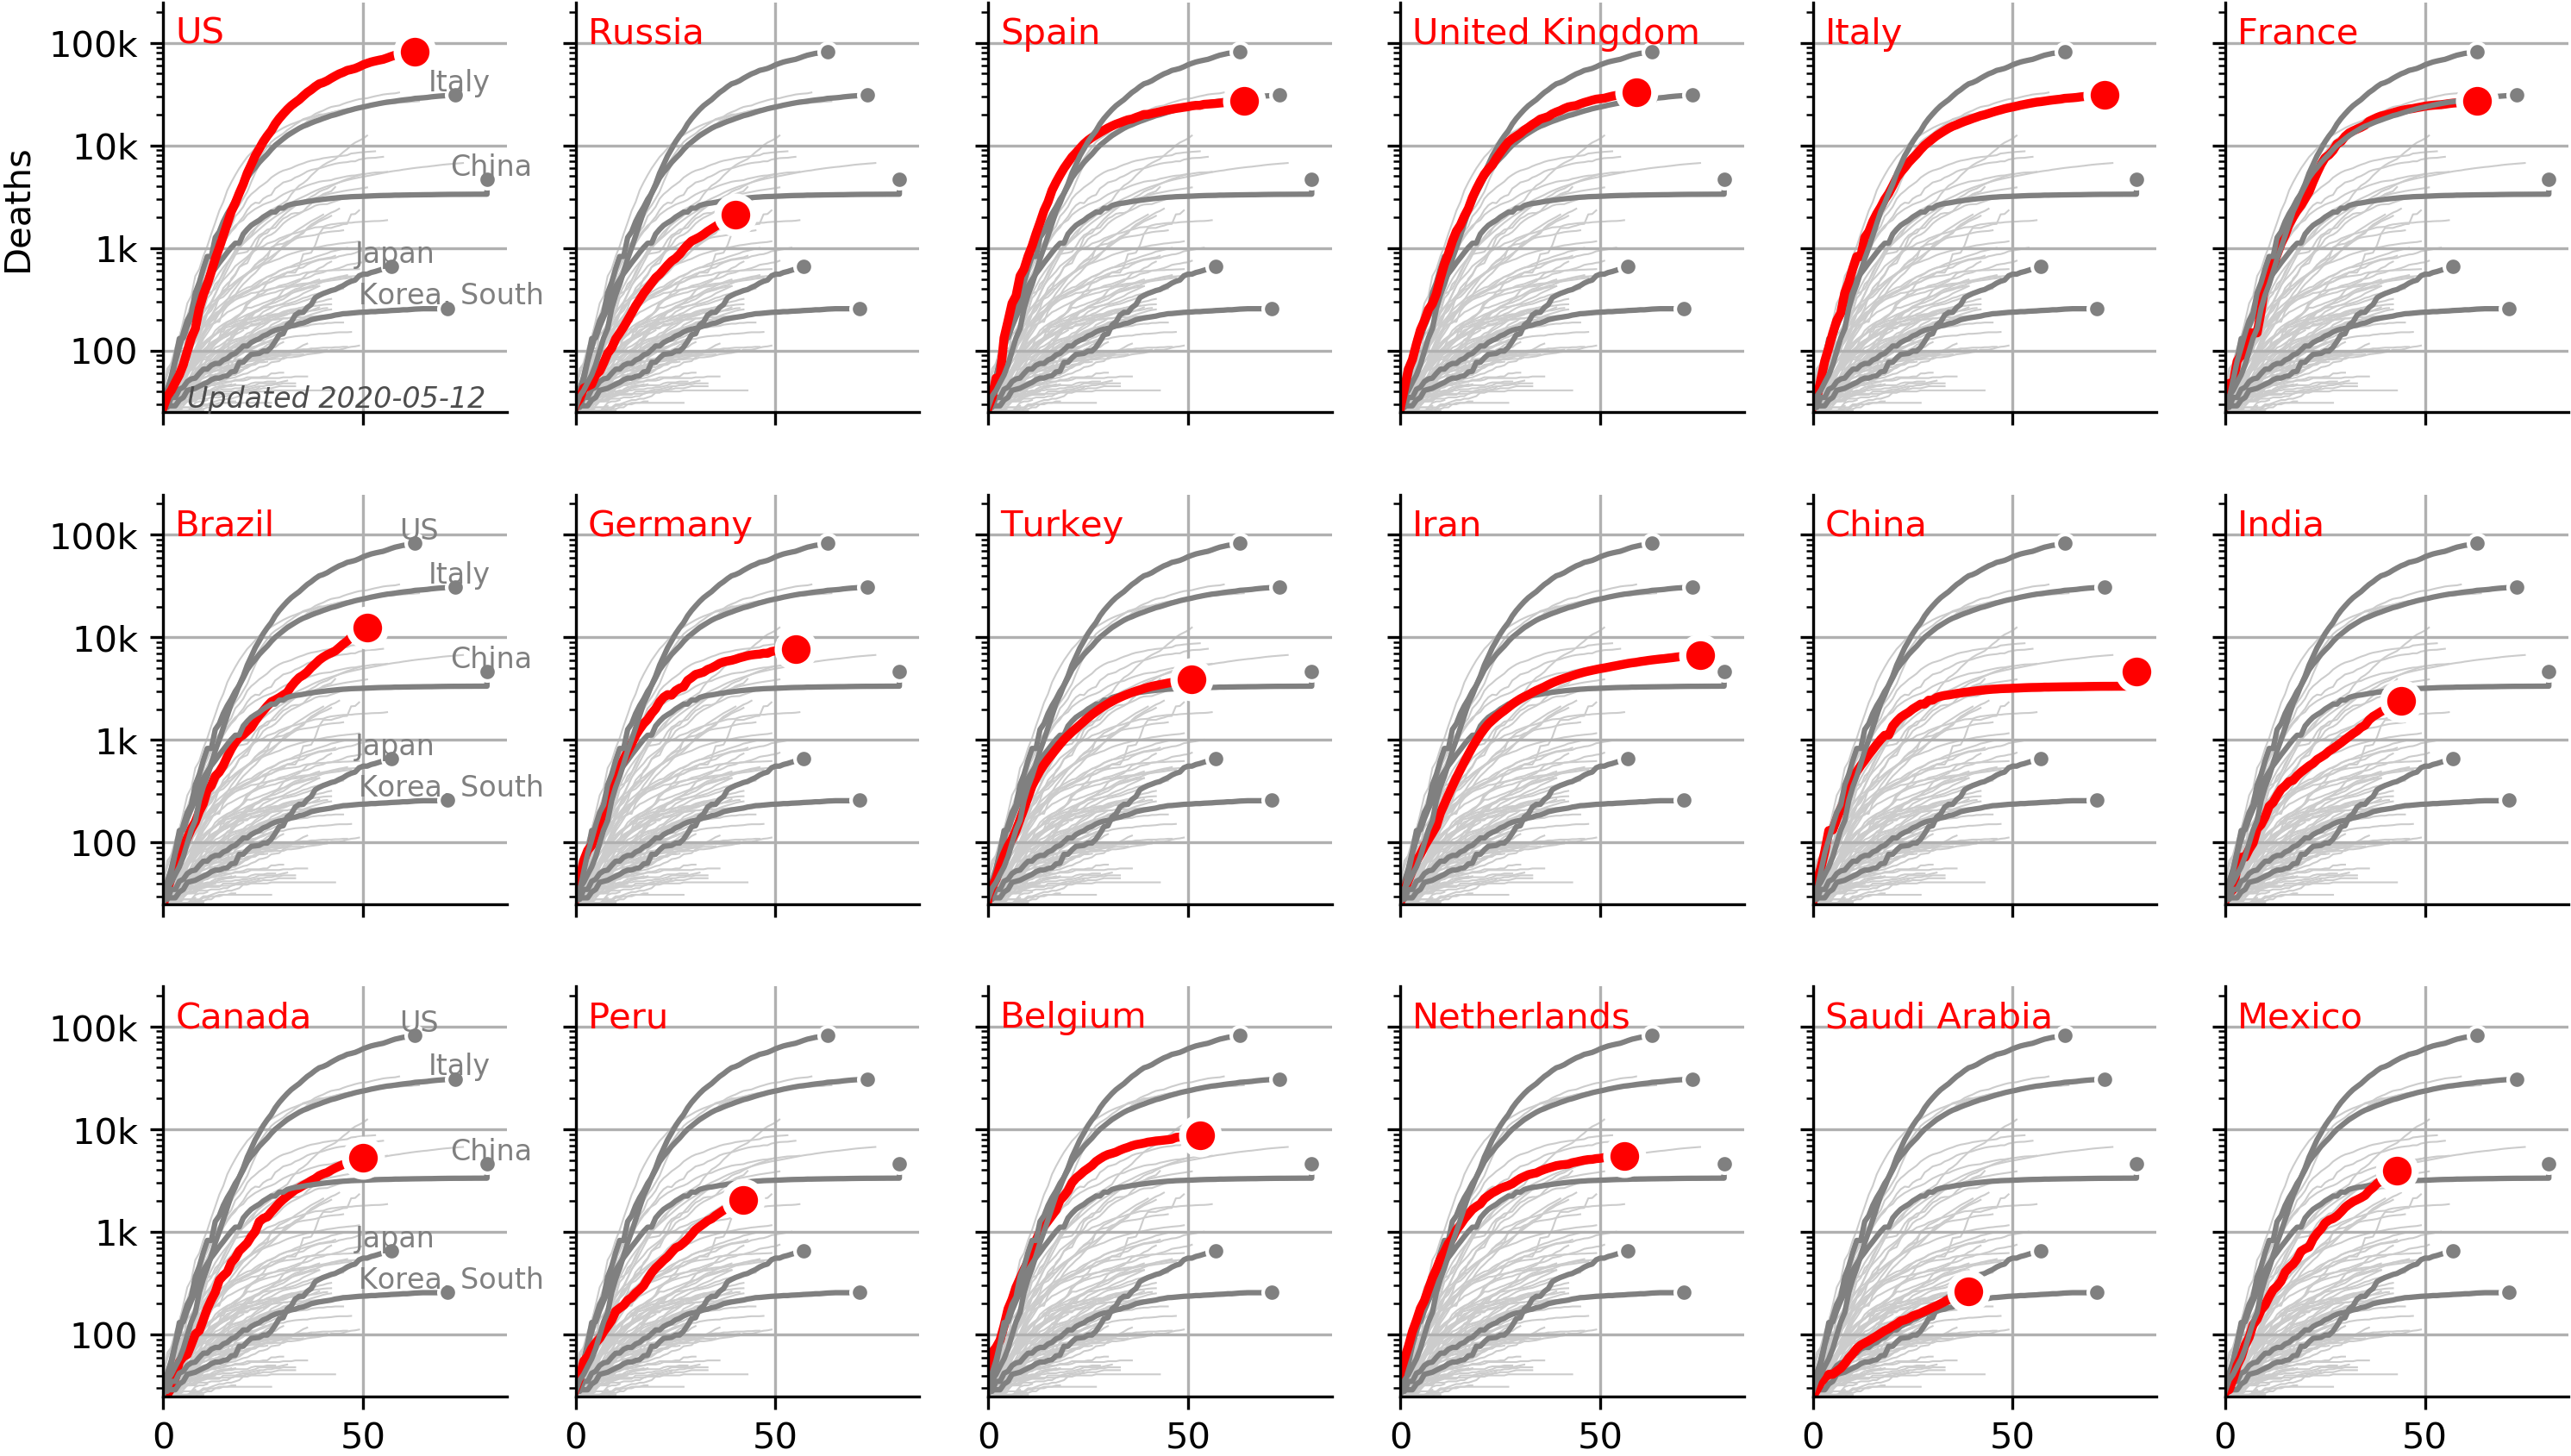 US
Russia
Spain
United Kingdom
Italy
France
Deaths
100k
10k
1k
100
Italy
China
Japan
Korea, South
Updated 2020-05-12
Brazil
Germany
Turkey
Iran
China
India
100k
10k
1k
100
US
Italy
China
Japan
Korea, South
Canada
Peru
Belgium
Netherlands
Saudi Arabia
Mexico
100k
10k
1k
100
US
Italy
China
Japan
Korea, South
0 50 0 50 0 50 0 50 0 50 0 50